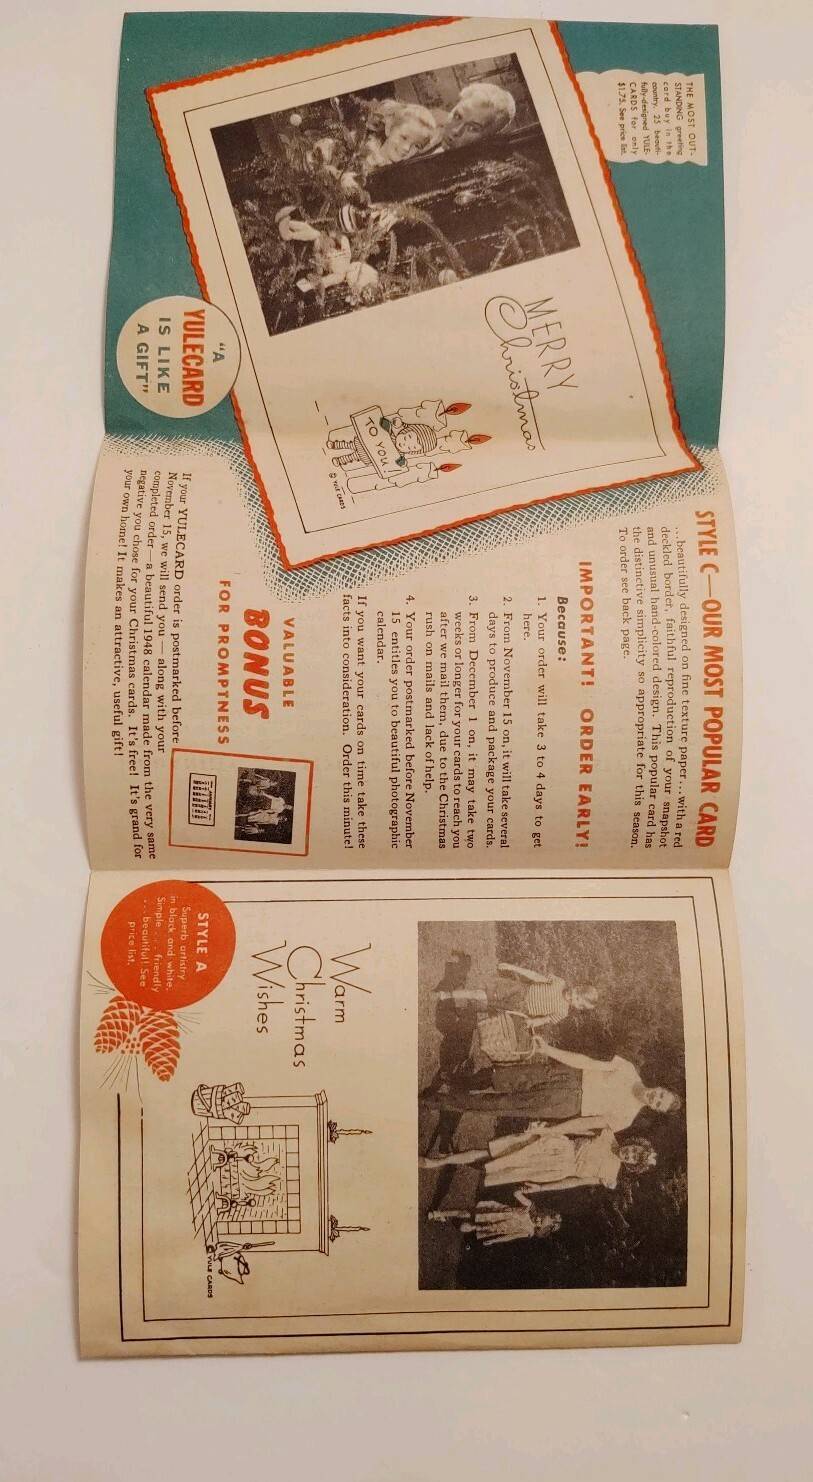 THE MOST OUT-
STANDING greeting
card buy in the
country. 25 beauti-
fully-designed YULE-
CARDS for only
$1.75. See price list.
MERRY
Christmas
TO YOU
© YULE CARDS
"A
YULECARD
IS LIKE
A GIFT"
STYLE C—OUR MOST POPULAR CARD
...beautifully designed on fine texture paper...with a red
deckled border, faithful reproduction of your snapshot
and unusual hand-colored design. This popular card has
the distinctive simplicity so appropriate for this season.
To order see back page.
IMPORTANT! ORDER EARLY!
Because:
1. Your order will take 3 to 4 days to get
here.
2. From November 15 on, it will take several
days to produce and package your cards.
3. From December 1 on, it may take two
weeks or longer for your cards to reach you
after we mail them, due to the Christmas
rush on mails and lack of help.
4. Your order postmarked before November
15 entitles you to beautiful photographic
calendar.
If you want your cards on time take these
facts into consideration. Order this minute!
VALUABLE
BONUS
FOR PROMPTNESS
If your YULECARD order is postmarked before
November 15, we will send you — along with your
completed order—a beautiful 1948 calendar made from the very same
negative you chose for your Christmas cards. It's free! It's grand for
your own home! It makes an attractive, useful gift!
Warm
Christmas
Wishes
© YULE CARDS
STYLE A
Superb artistry
in black and white.
Simple . . . friendly
. . . beautiful! See
price list.